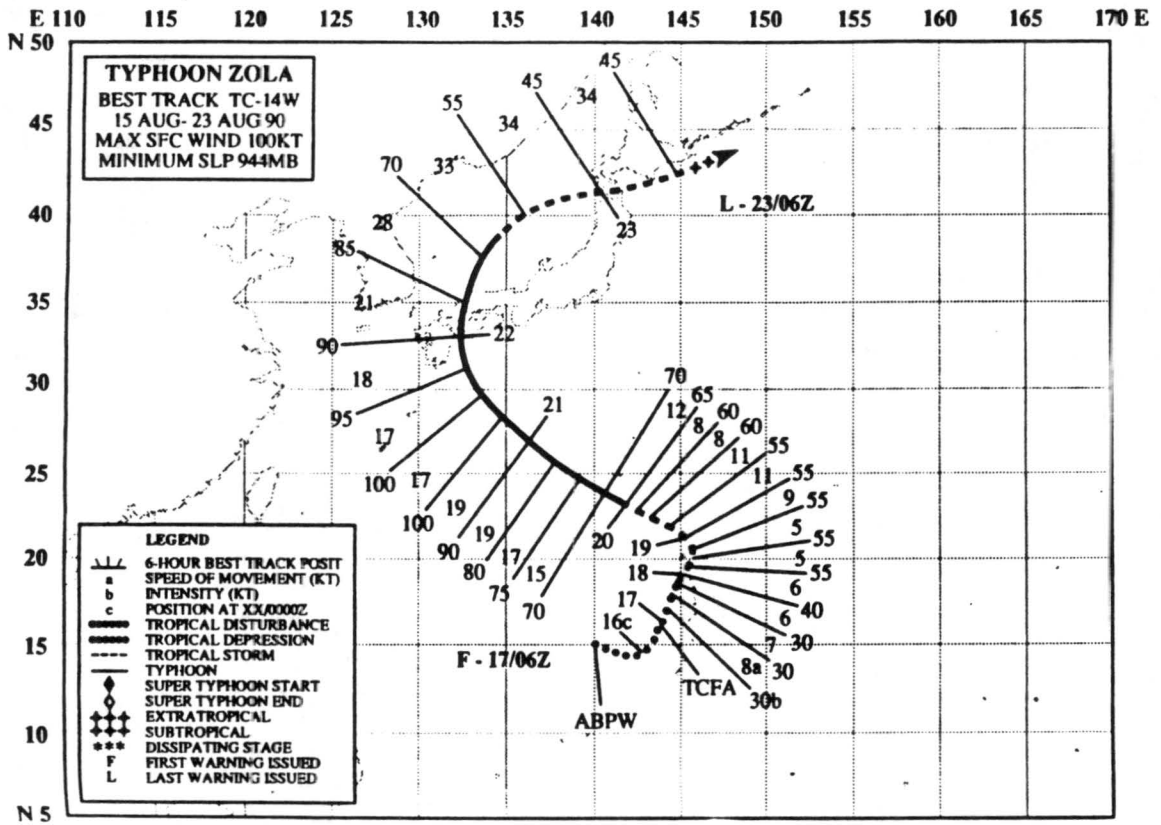 E 110 115 120 125 130 135 140 145 150 155 160 165 170 E
N 50
TYPHOON ZOLA
BEST TRACK TC-14W
15 AUG- 23 AUG 90
MAX SFC WIND 100KT
MINIMUM SLP 944MB
45
40
35
30
25
20
15
10
N 5
45
45
34
34
55
33
70
28
85
21
90
22
18
95
17
100
17
100
19
90
21
19
80
17
75
15
70
70
12
65
8
60
8
60
11
55
11
55
9
55
5
55
5
55
6
40
6
30
7
30
8a
30b
23
L - 23/06Z
20
19
18
17
16c
F - 17/06Z
TCFA
ABPW
LEGEND
6-HOUR BEST TRACK POSIT
a SPEED OF MOVEMENT (KT)
b INTENSITY (KT)
c POSITION AT XX/0000Z
TROPICAL DISTURBANCE
TROPICAL DEPRESSION
TROPICAL STORM
TYPHOON
SUPER TYPHOON START
SUPER TYPHOON END
EXTRATROPICAL
SUBTROPICAL
*** DISSIPATING STAGE
F FIRST WARNING ISSUED
L LAST WARNING ISSUED